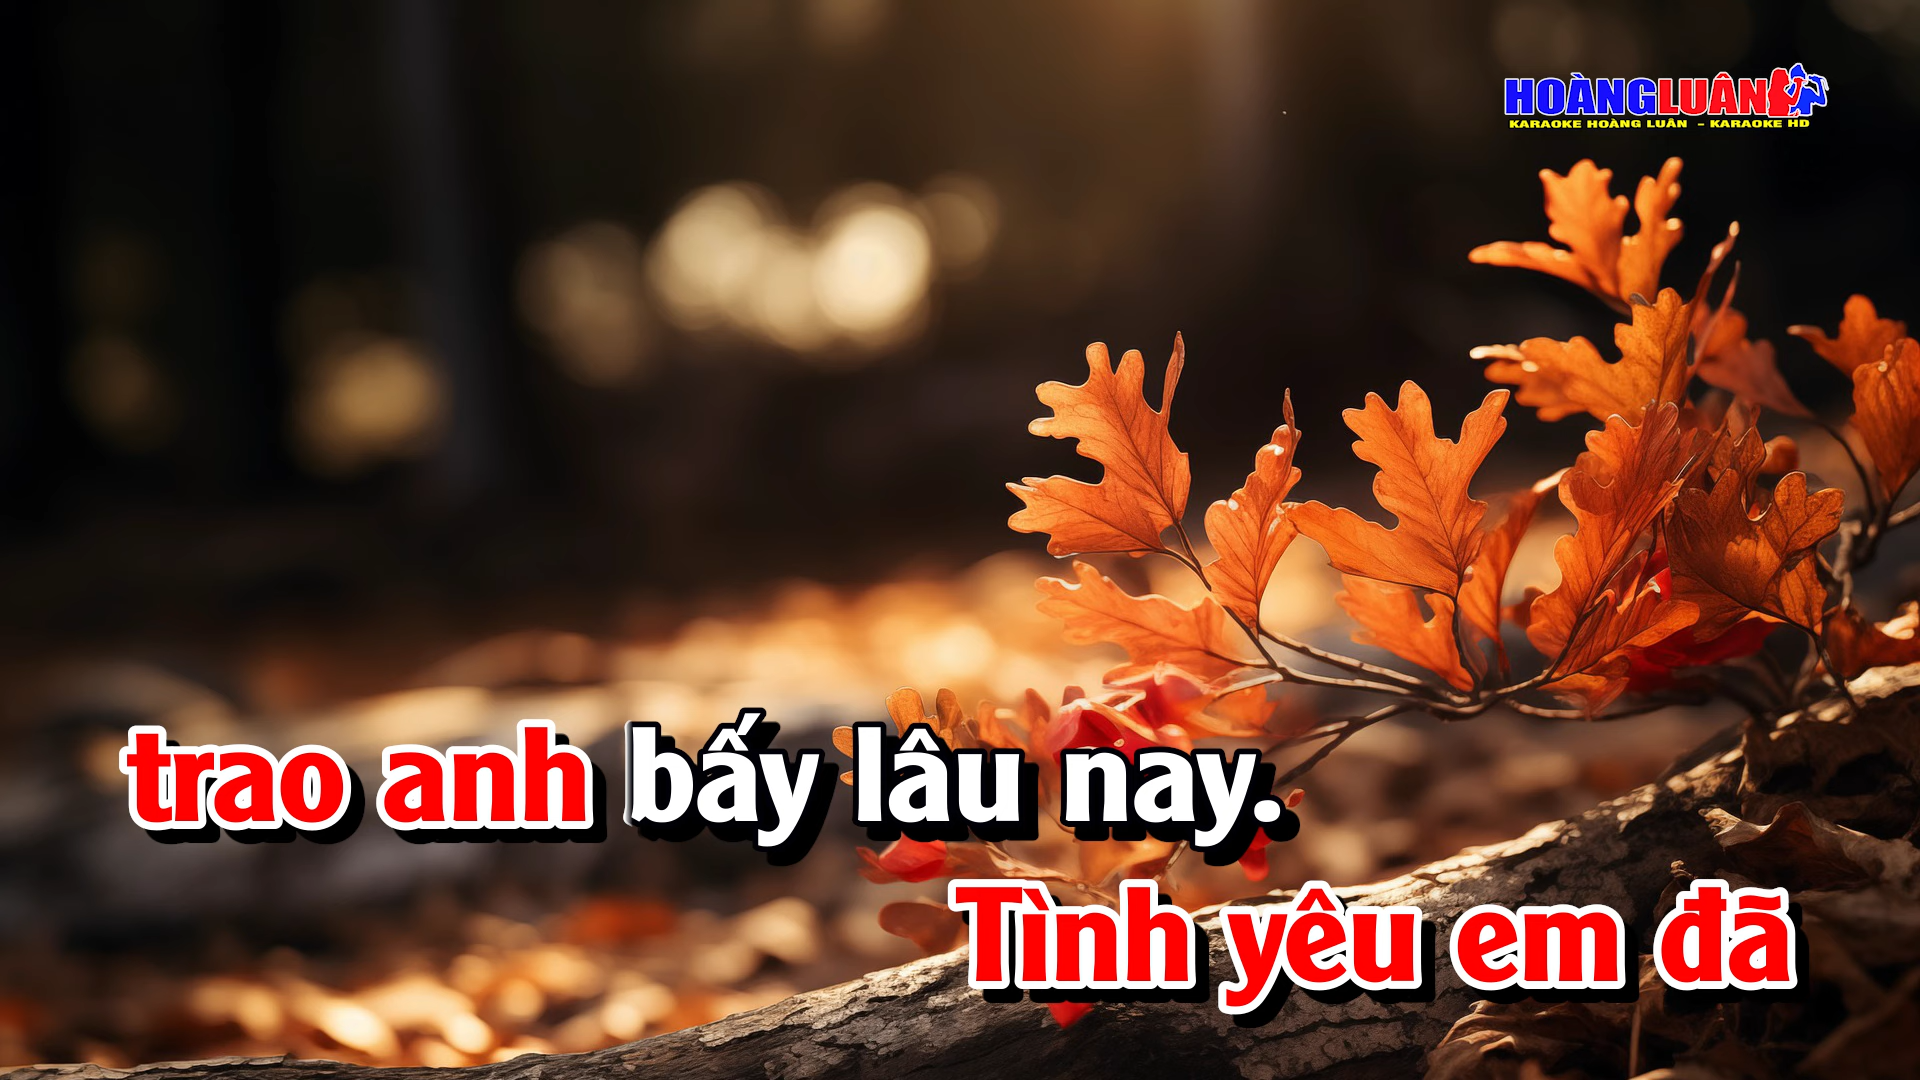 HOÀNGLUÂN
KARAOKE HOÀNG LUÂN - KARAOKE HD
trao anh bấy lâu nay.
Tình yêu em đã